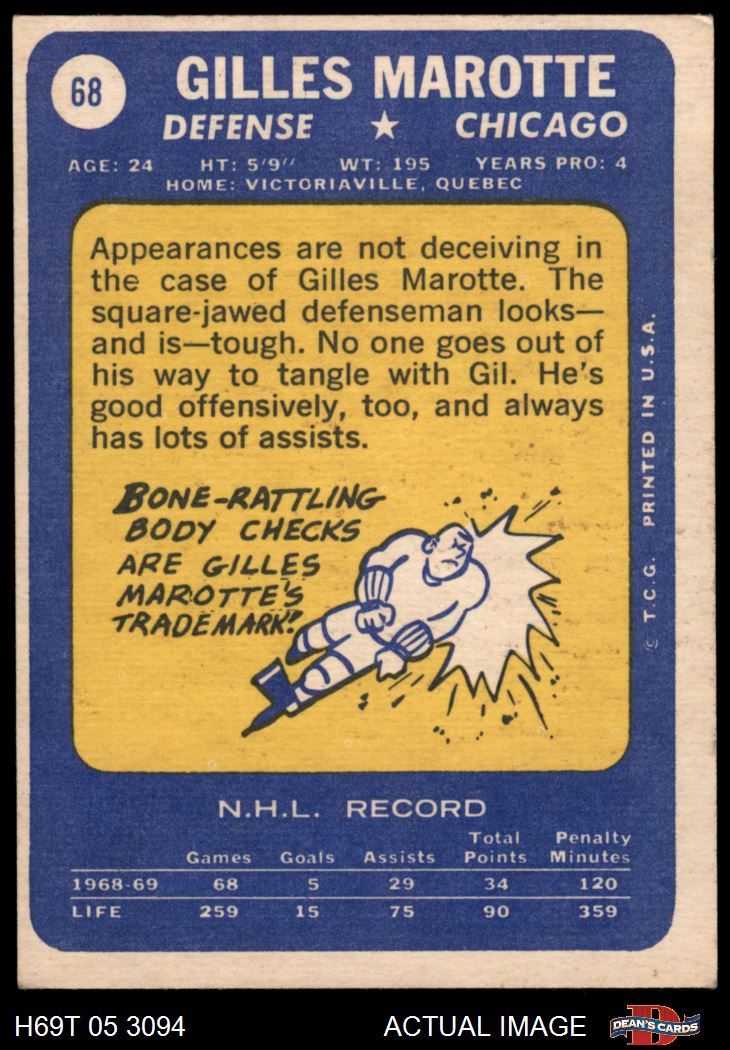 68
GILLES MAROTTE
DEFENSE ★ CHICAGO
AGE: 24 HT: 5'9" WT: 195 YEARS PRO: 4
HOME: VICTORIAVILLE, QUEBEC
Appearances are not deceiving in
the case of Gilles Marotte. The
square-jawed defenseman looks—
and is—tough. No one goes out of
his way to tangle with Gil. He's
good offensively, too, and always
has lots of assists.
BONE-RATTLING
BODY CHECKS
ARE GILLES
MAROTTE'S
TRADEMARK!
© T.C.G. PRINTED IN U.S.A.
N.H.L. RECORD
Games Goals Assists Total Points Penalty Minutes
1968-69 68 5 29 34 120
LIFE 259 15 75 90 359
H69T 05 3094 ACTUAL IMAGE
D
DEAN'S CARDS